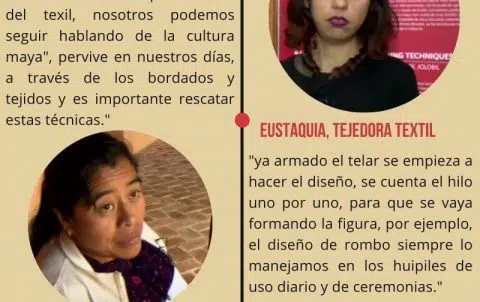 del texil, nosotros podemos
seguir hablando de la cultura
maya", pervive en nuestros días,
a través de los bordados y
tejidos y es importante rescatar
estas técnicas."
EUSTAQUIA, TEJEDORA TEXTIL
"ya armado el telar se empieza a
hacer el diseño, se cuenta el hilo
uno por uno, para que se vaya
formando la figura, por ejemplo,
el diseño de rombo siempre lo
manejamos en los huipiles de
uso diario y de ceremonias."